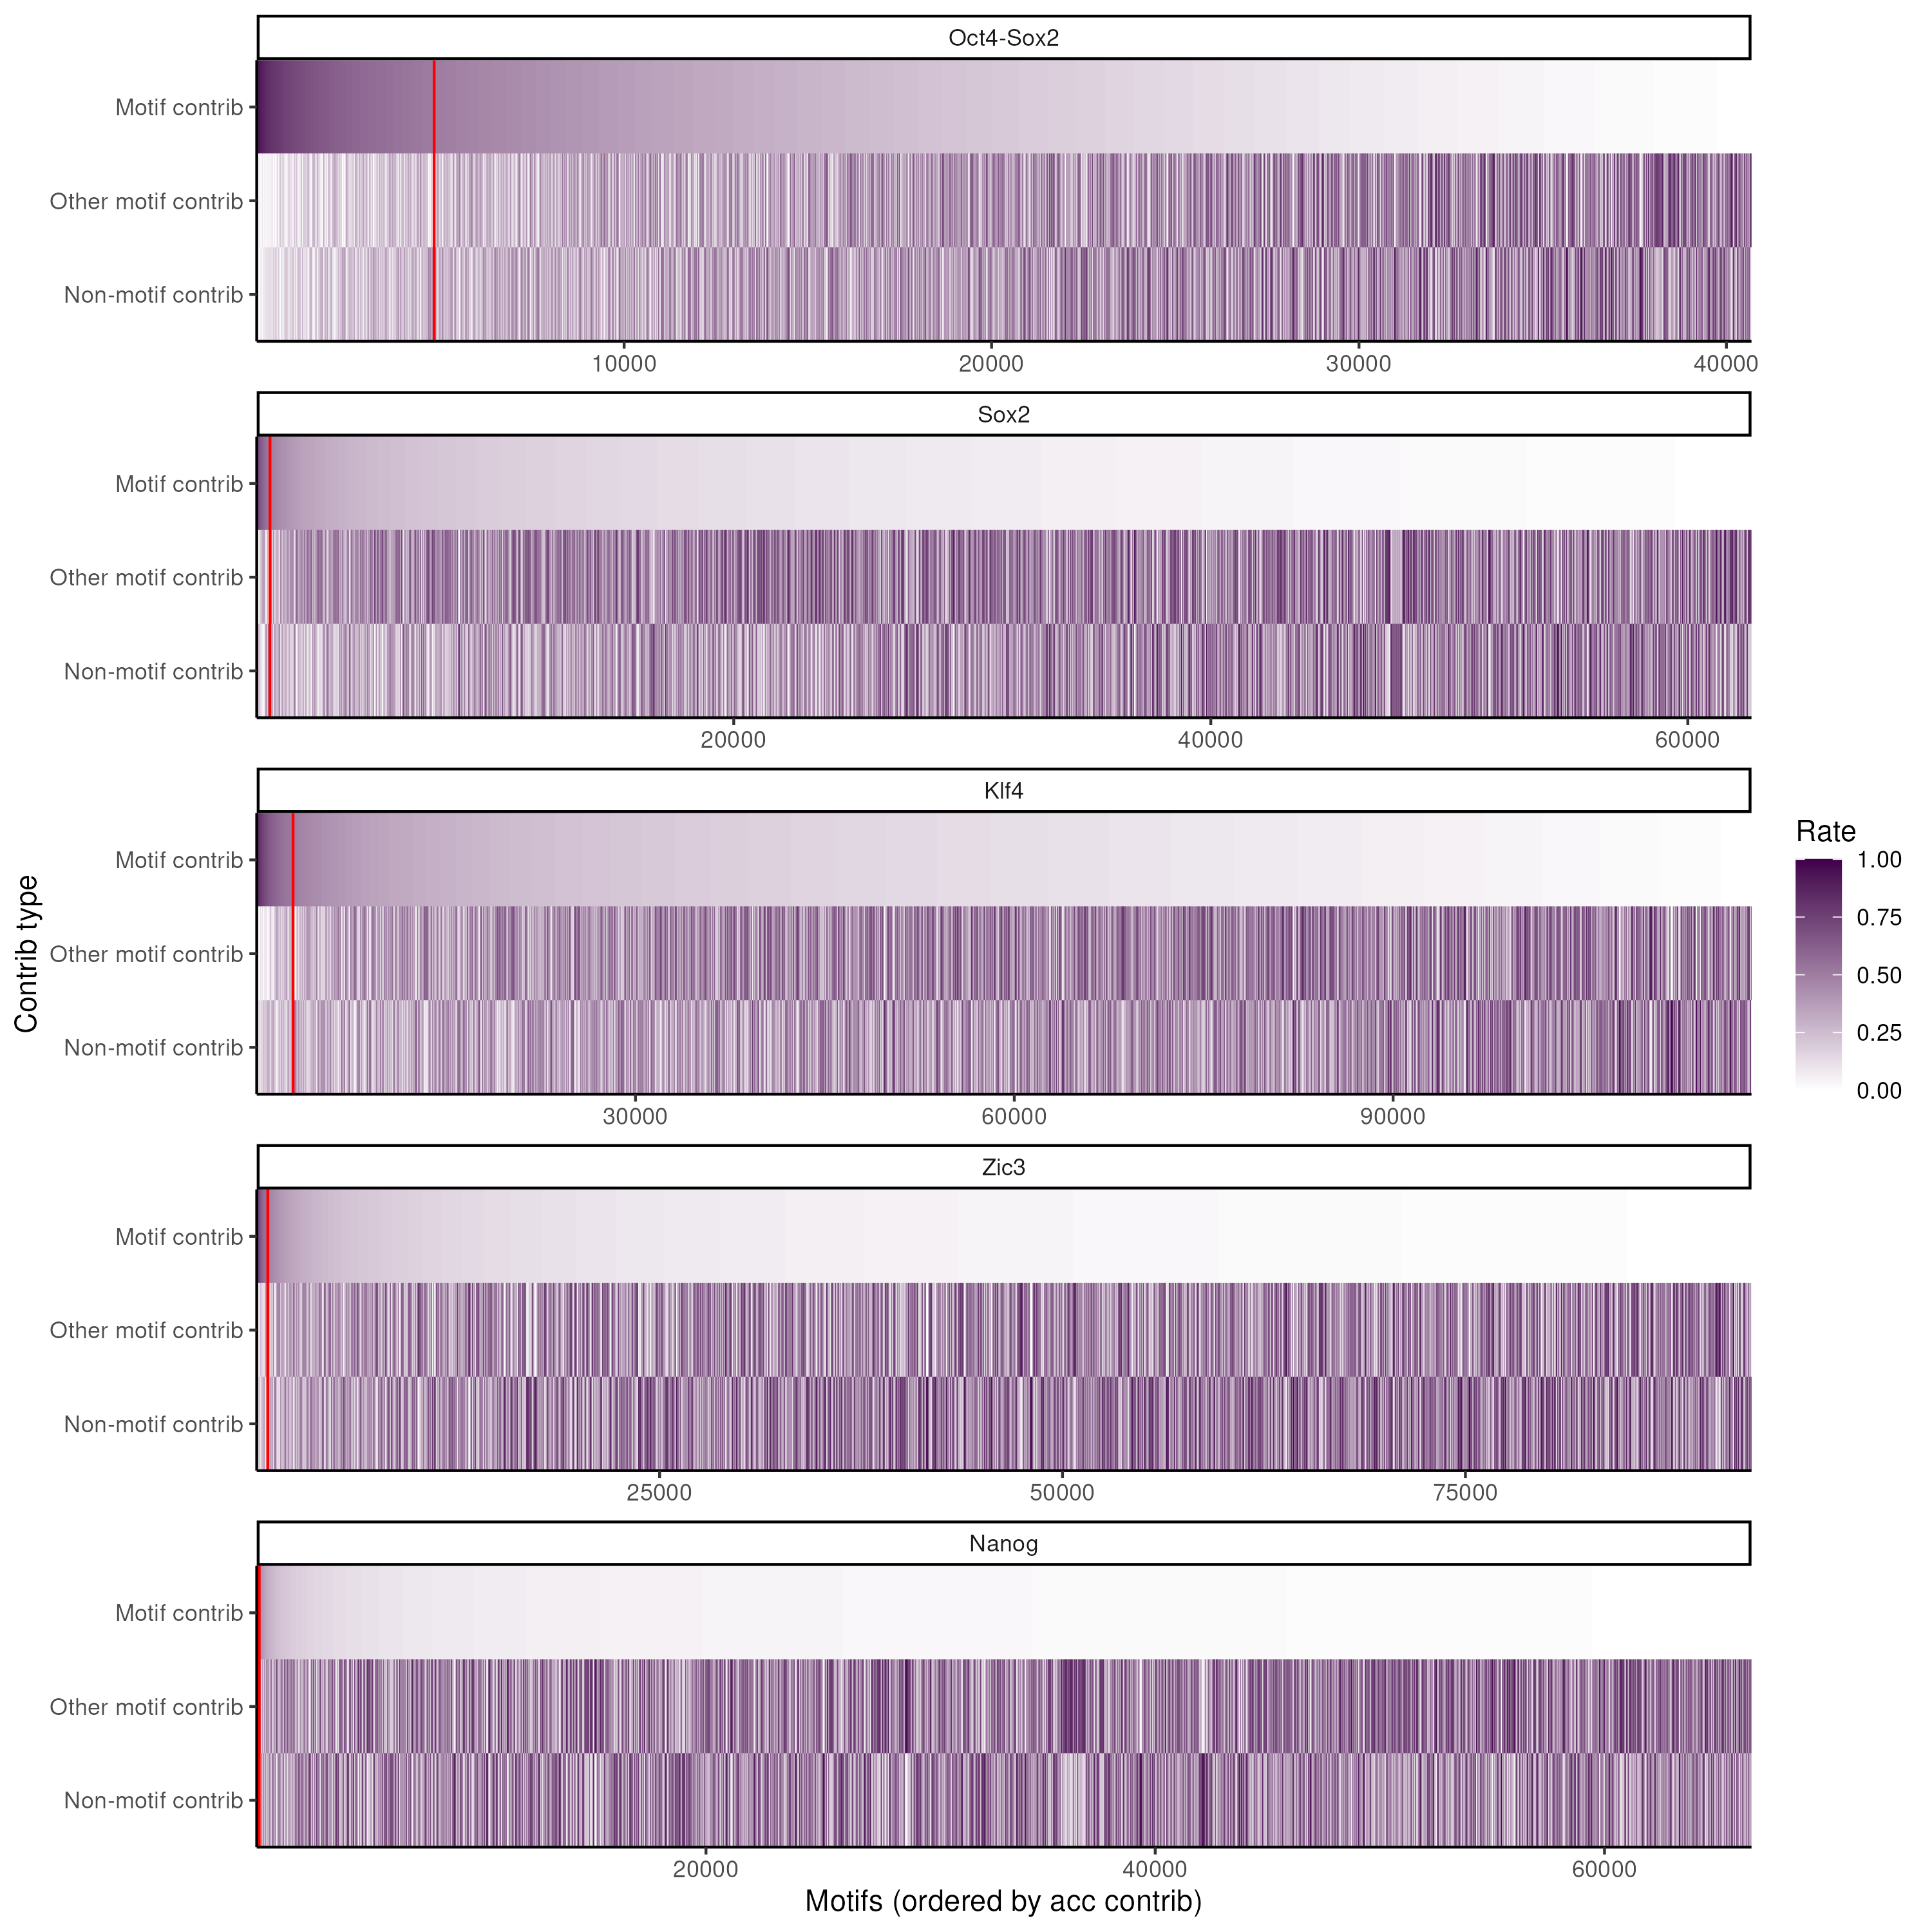 Oct4-Sox2
Motif contrib
Other motif contrib
Non-motif contrib
10000 20000 30000 40000
Sox2
Motif contrib
Other motif contrib
Non-motif contrib
20000 40000 60000
Klf4
Motif contrib
Other motif contrib
Non-motif contrib
30000 60000 90000
Zic3
Motif contrib
Other motif contrib
Non-motif contrib
25000 50000 75000
Nanog
Motif contrib
Other motif contrib
Non-motif contrib
20000 40000 60000
Motifs (ordered by acc contrib)
Contrib type
Rate
1.00
0.75
0.50
0.25
0.00